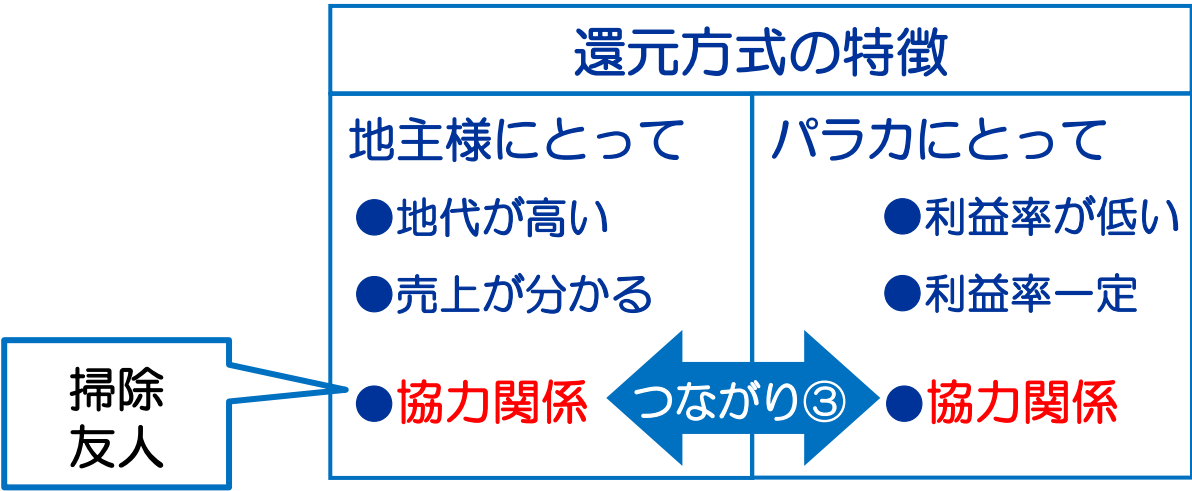 還元方式の特徴
地主様にとって
●地代が高い
●売上が分かる
●協力関係
パラカにとって
●利益率が低い
●利益率一定
●協力関係
つながり③
掃除
友人